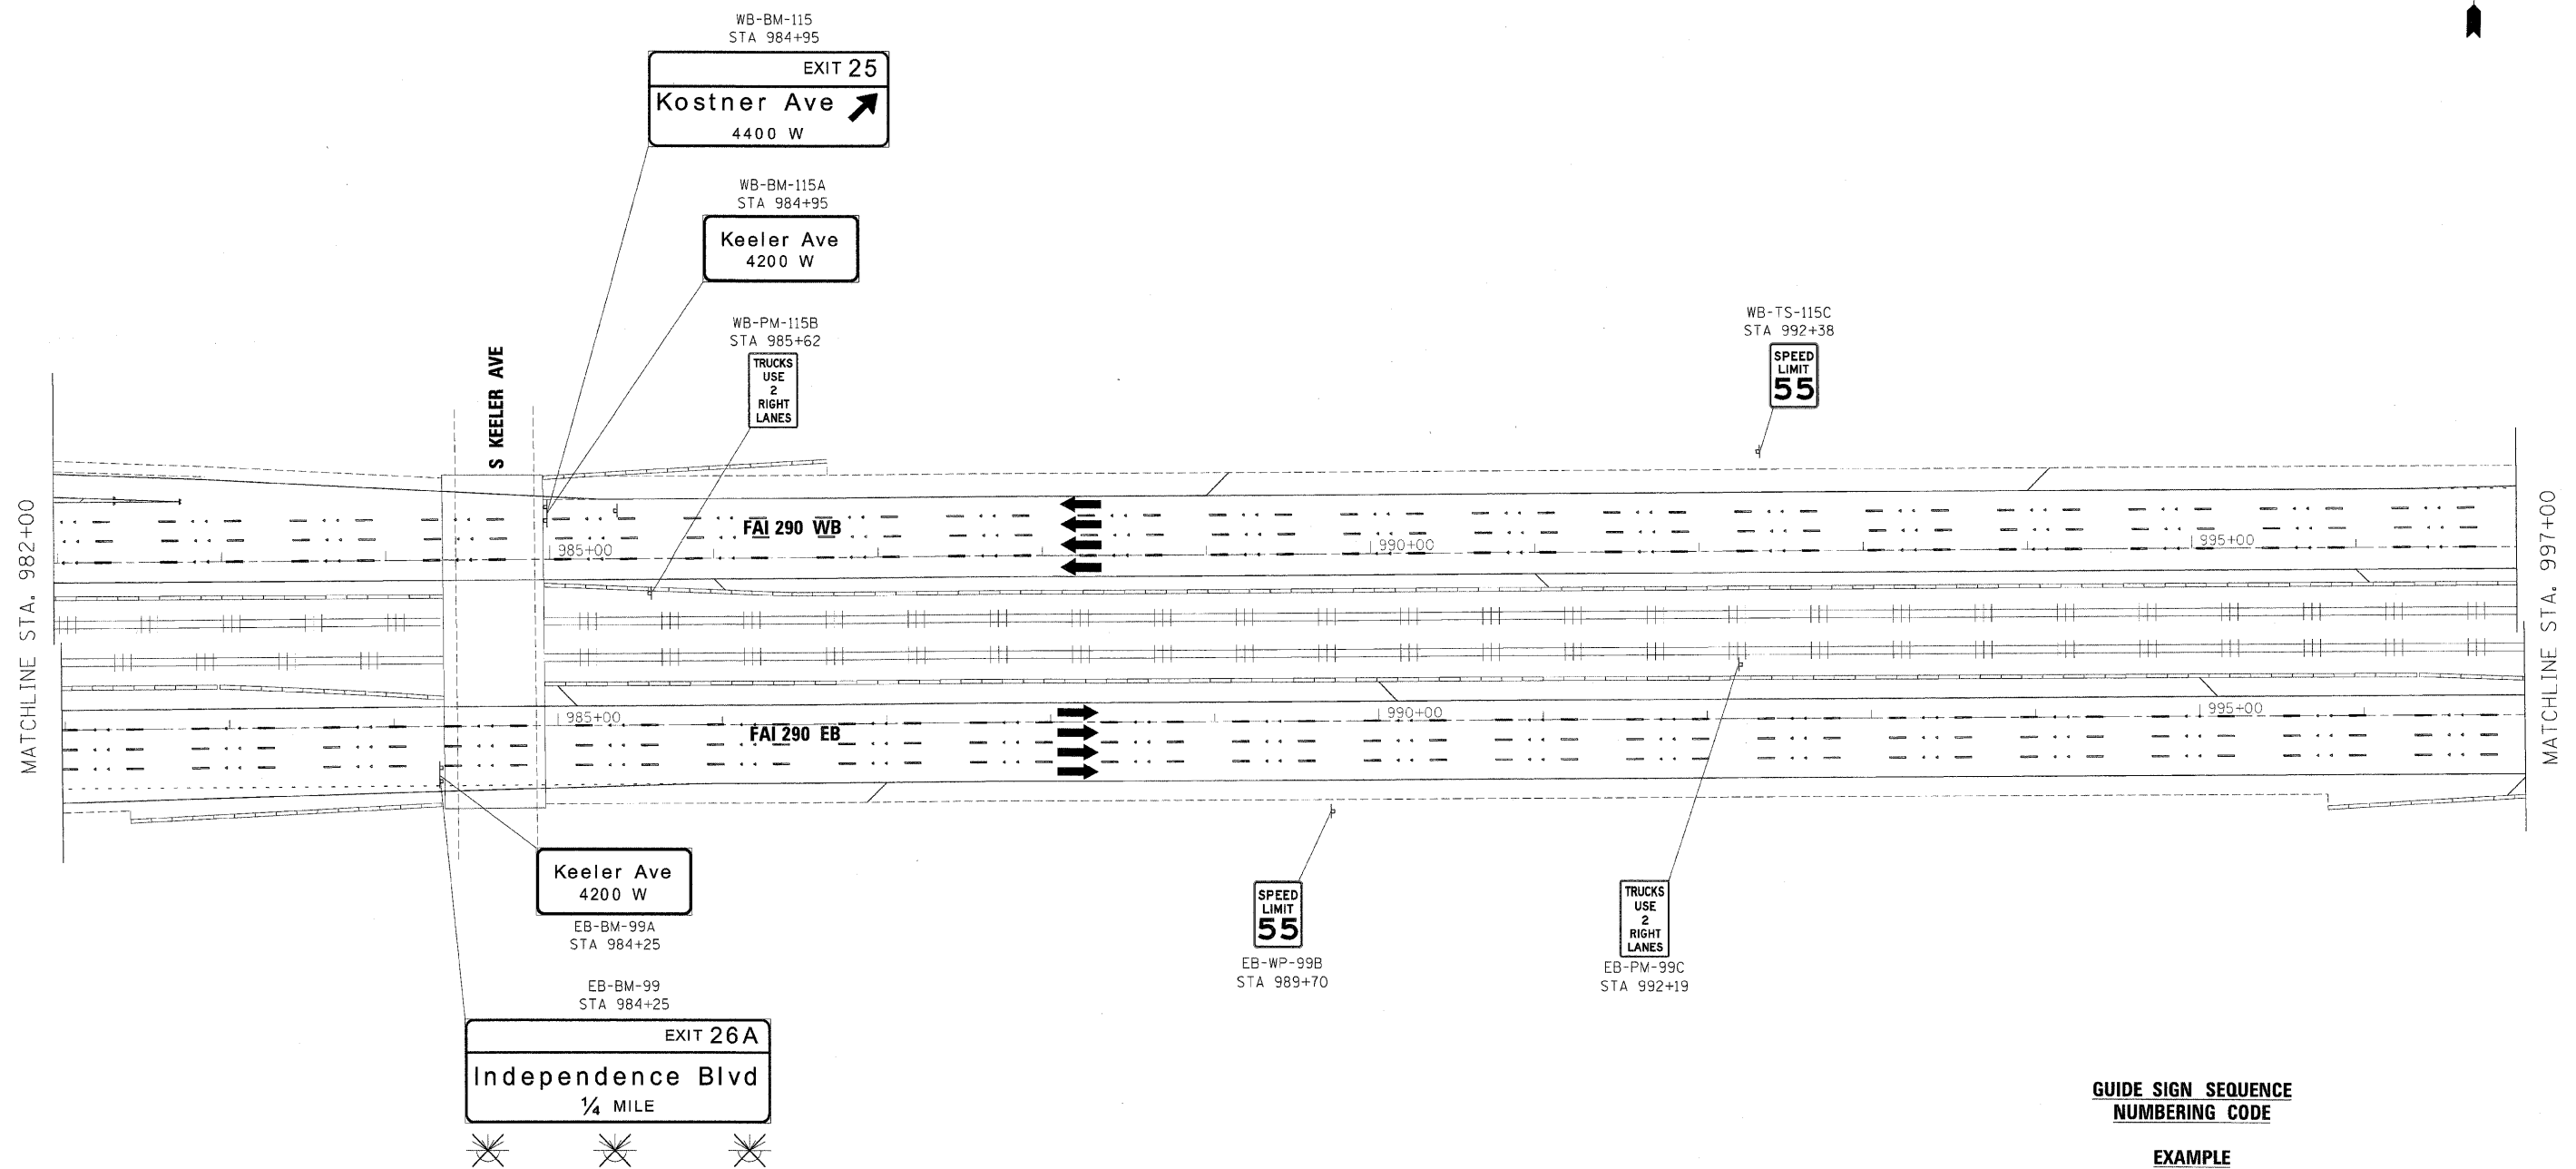 WB-BM-115
STA 984+95
EXIT 25
Kostner Ave
4400 W
WB-BM-115A
STA 984+95
Keeler Ave
4200 W
WB-PM-115B
STA 985+62
TRUCKS
USE
2
RIGHT
LANES
WB-TS-115C
STA 992+38
SPEED
LIMIT
55
S KEELER AVE
MATCHLINE STA. 982+00
MATCHLINE STA. 997+00
FAI 290 WB
985+00
990+00
995+00
985+00
990+00
995+00
FAI 290 EB
Keeler Ave
4200 W
EB-BM-99A
STA 984+25
SPEED
LIMIT
55
EB-WP-99B
STA 989+70
TRUCKS
USE
2
RIGHT
LANES
EB-PM-99C
STA 992+19
EB-BM-99
STA 984+25
EXIT 26A
Independence Blvd
1/4 MILE
GUIDE SIGN SEQUENCE
NUMBERING CODE
EXAMPLE